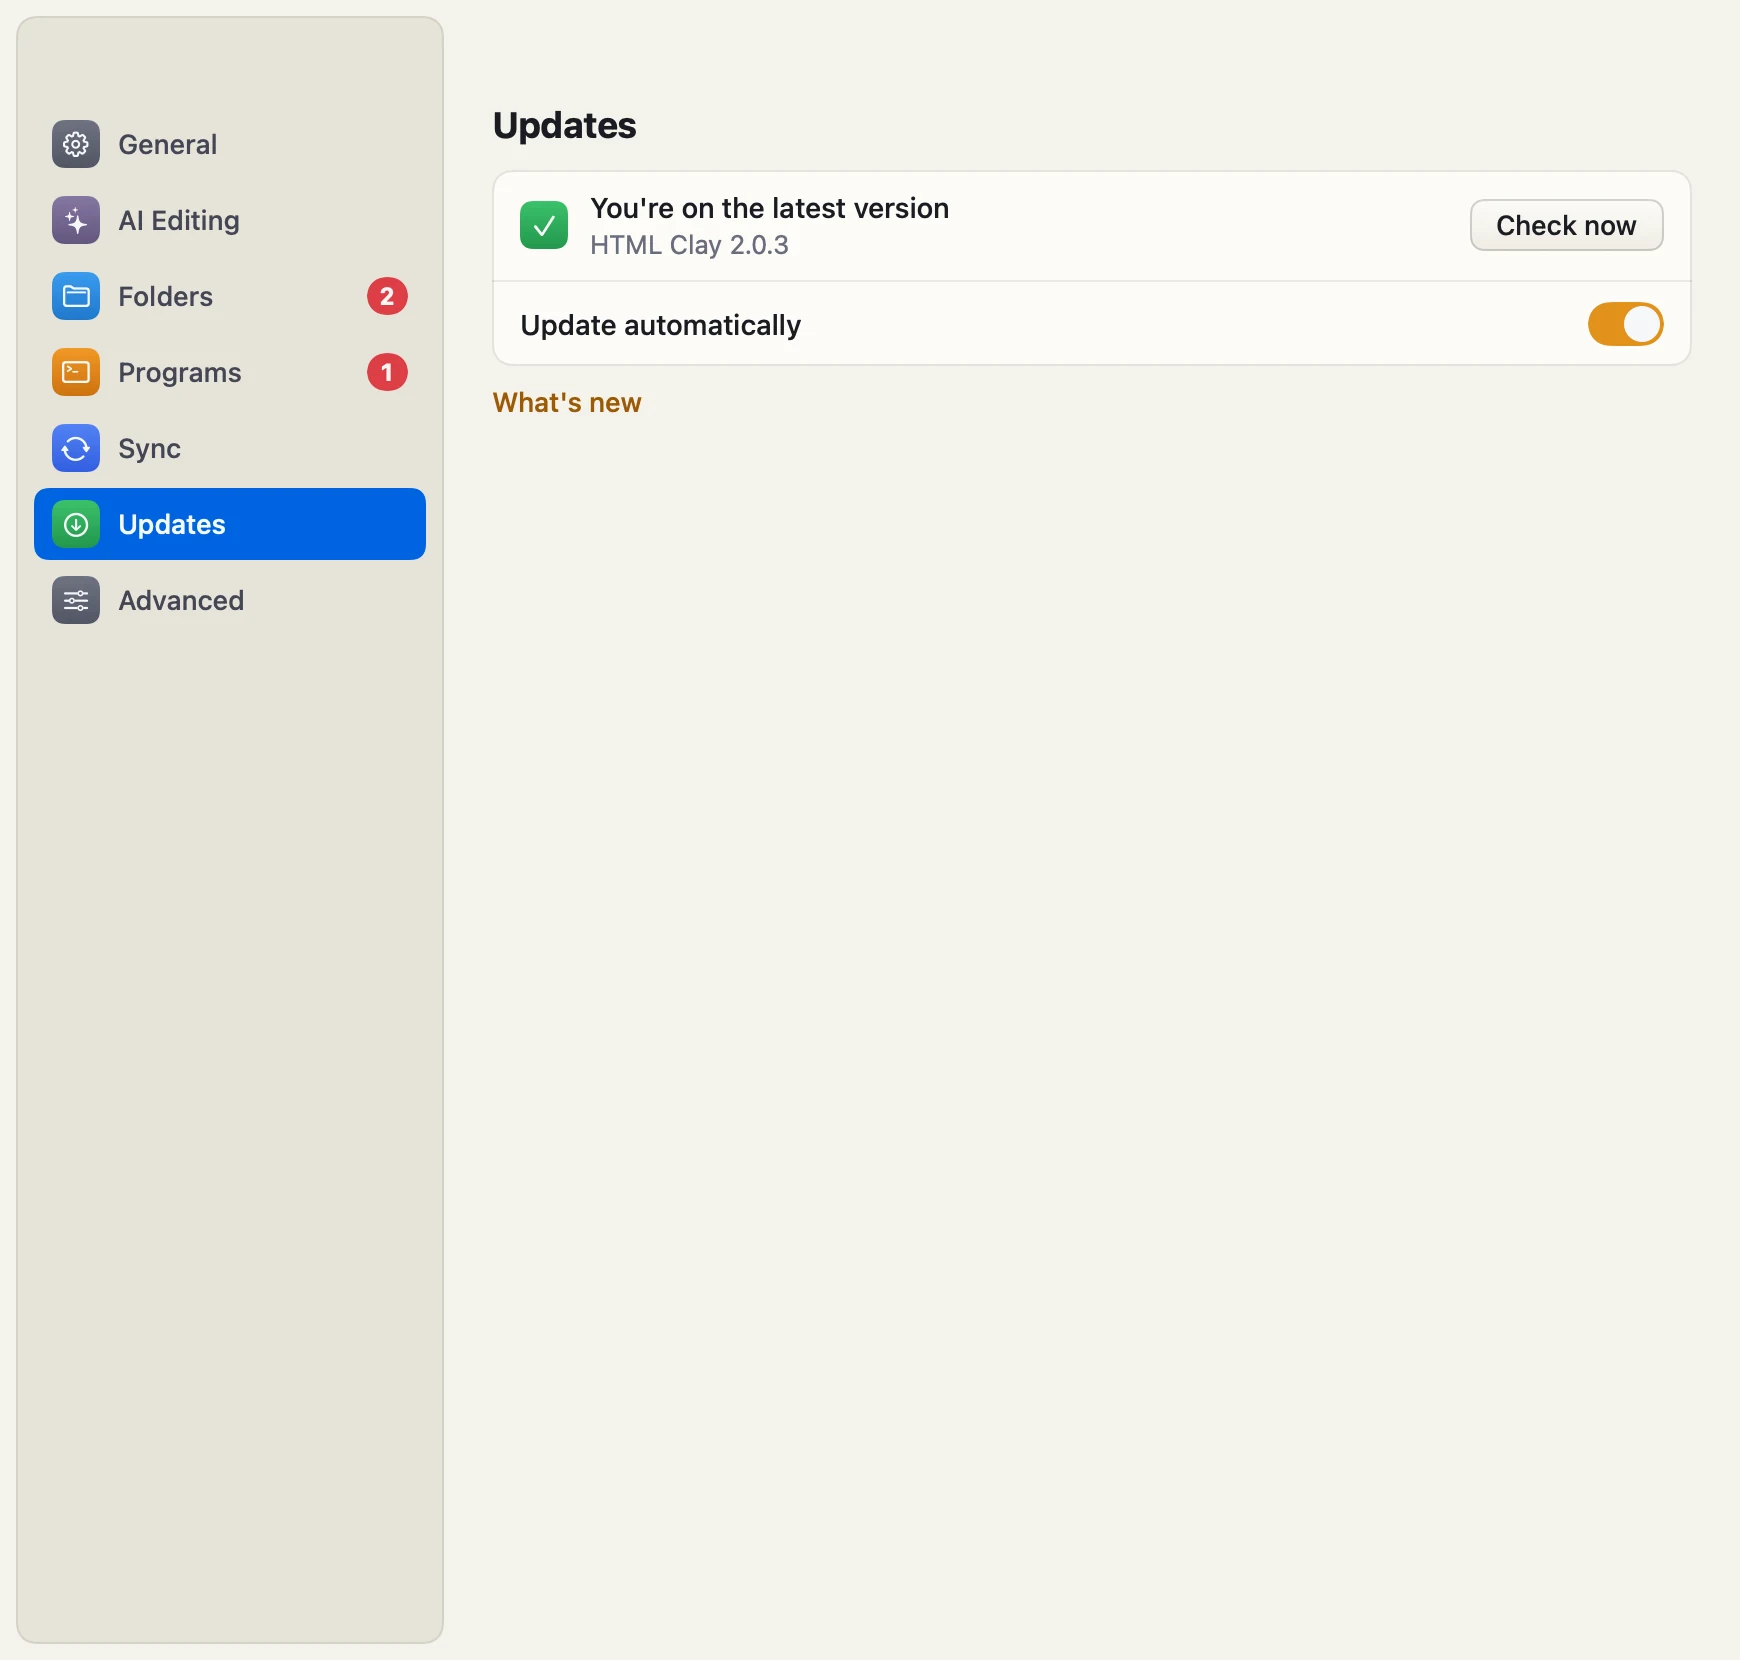 General
AI Editing
Folders 2
Programs 1
Sync
Updates
Advanced
Updates
You're on the latest version
HTML Clay 2.0.3
Check now
Update automatically
What's new